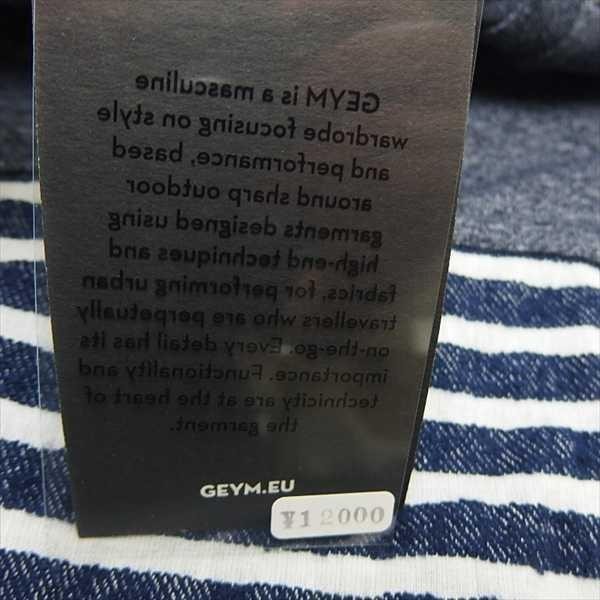 GEYM is a masculine
wardrobe focusing on style
and performance, based
around sharp outdoor
garments designed using
high-end techniques and
fabrics, for performing urban
travellers who are perpetually
on-the-go. Every detail has its
importance. Functionality and
technicity are at the heart of
the garment.
GEYM.EU
¥12000